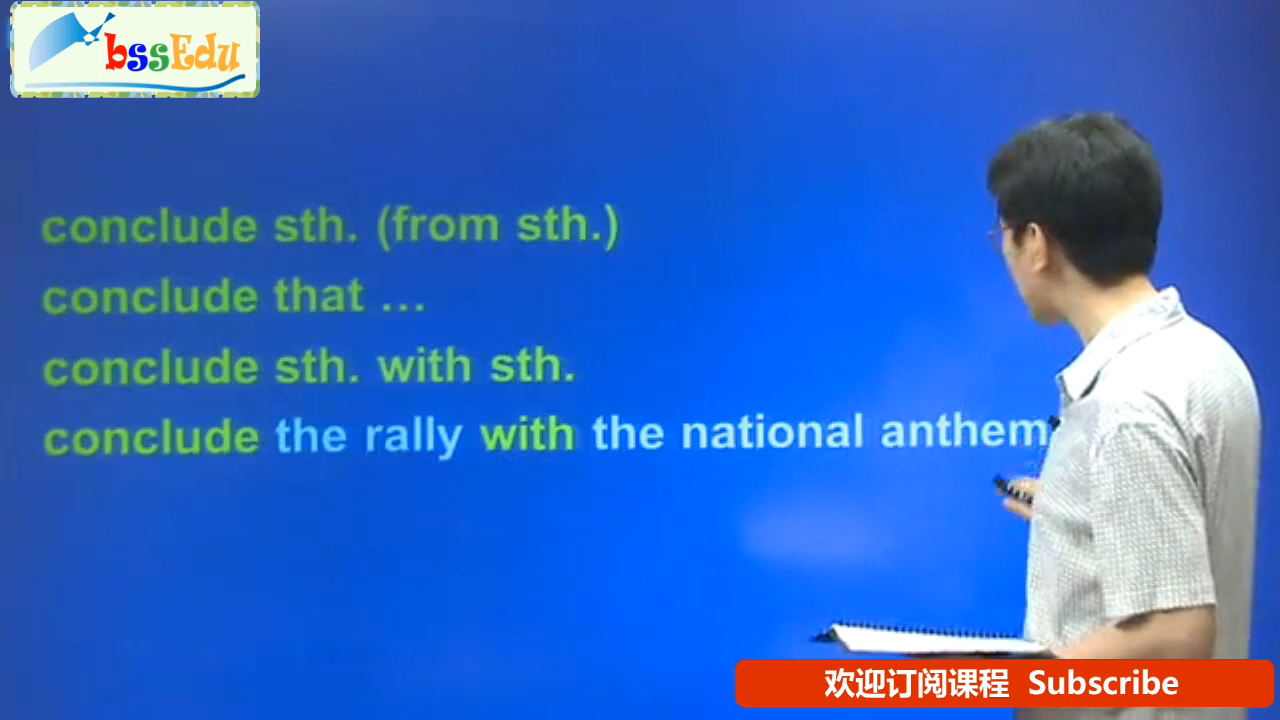 bssEdu
conclude sth. (from sth.)
conclude that …
conclude sth. with sth.
conclude the rally with the national anthem
欢迎订阅课程 Subscribe